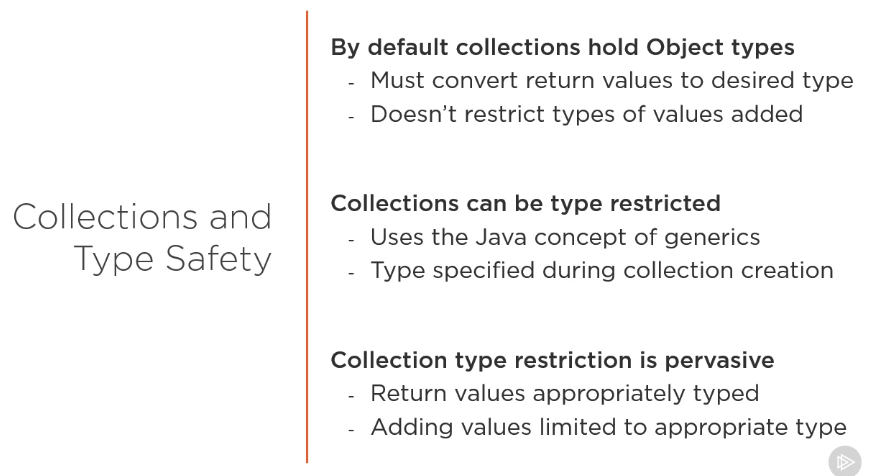 Collections and
Type Safety
By default collections hold Object types
- Must convert return values to desired type
- Doesn’t restrict types of values added
Collections can be type restricted
- Uses the Java concept of generics
- Type specified during collection creation
Collection type restriction is pervasive
- Return values appropriately typed
- Adding values limited to appropriate type